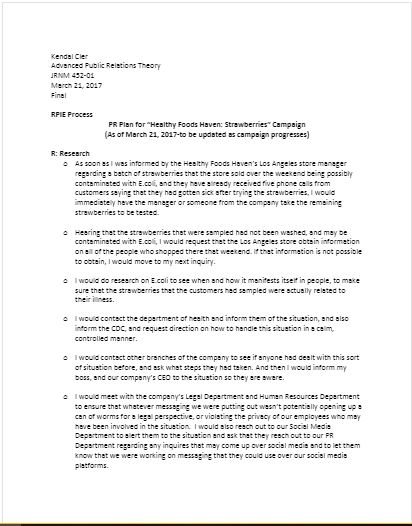 Kendal Cler
Advanced Public Relations Theory
JRNM 452-01
March 21, 2017
Final
RPIE Process
PR Plan for "Healthy Foods Haven: Strawberries" Campaign
(As of March 21, 2017-to be updated as campaign progresses)
R: Research
o As soon as I was informed by the Healthy Foods Haven's Los Angeles store manager
regarding a batch of strawberries that the store sold over the weekend being possibly
contaminated with E.coli, and they have already received five phone calls from
customers saying that they had gotten sick after trying the strawberries, I would
immediately have the manager or someone from the company take the remaining
strawberries to be tested.
o Hearing that the strawberries that were sampled had not been washed, and may be
contaminated with E.coli, I would request that the Los Angeles store obtain information
on all of the people who shopped there that weekend. If that information is not possible
to obtain, I would move to my next inquiry.
o I would do research on E.coli to see when and how it manifests itself in people, to make
sure that the strawberries that the customers had sampled were actually related to
their illness.
o I would contact the department of health and inform them of the situation, and also
inform the CDC, and request direction on how to handle this situation in a calm,
controlled manner.
o I would contact other branches of the company to see if anyone had dealt with this sort
of situation before, and ask what steps they had taken. And then I would inform my
boss, and our company's CEO to the situation so they are aware.
o I would meet with the company's Legal Department and Human Resources Department
to ensure that whatever messaging we were putting out wasn't potentially opening up a
can of worms for a legal perspective, or violating the privacy of our employees who may
have been involved in the situation. I would also reach out to our Social Media
Department to alert them to the situation and ask that they reach out to our PR
Department regarding any inquires that may come up over social media and to let them
know that we were working on messaging that they could use over our social media
platforms.